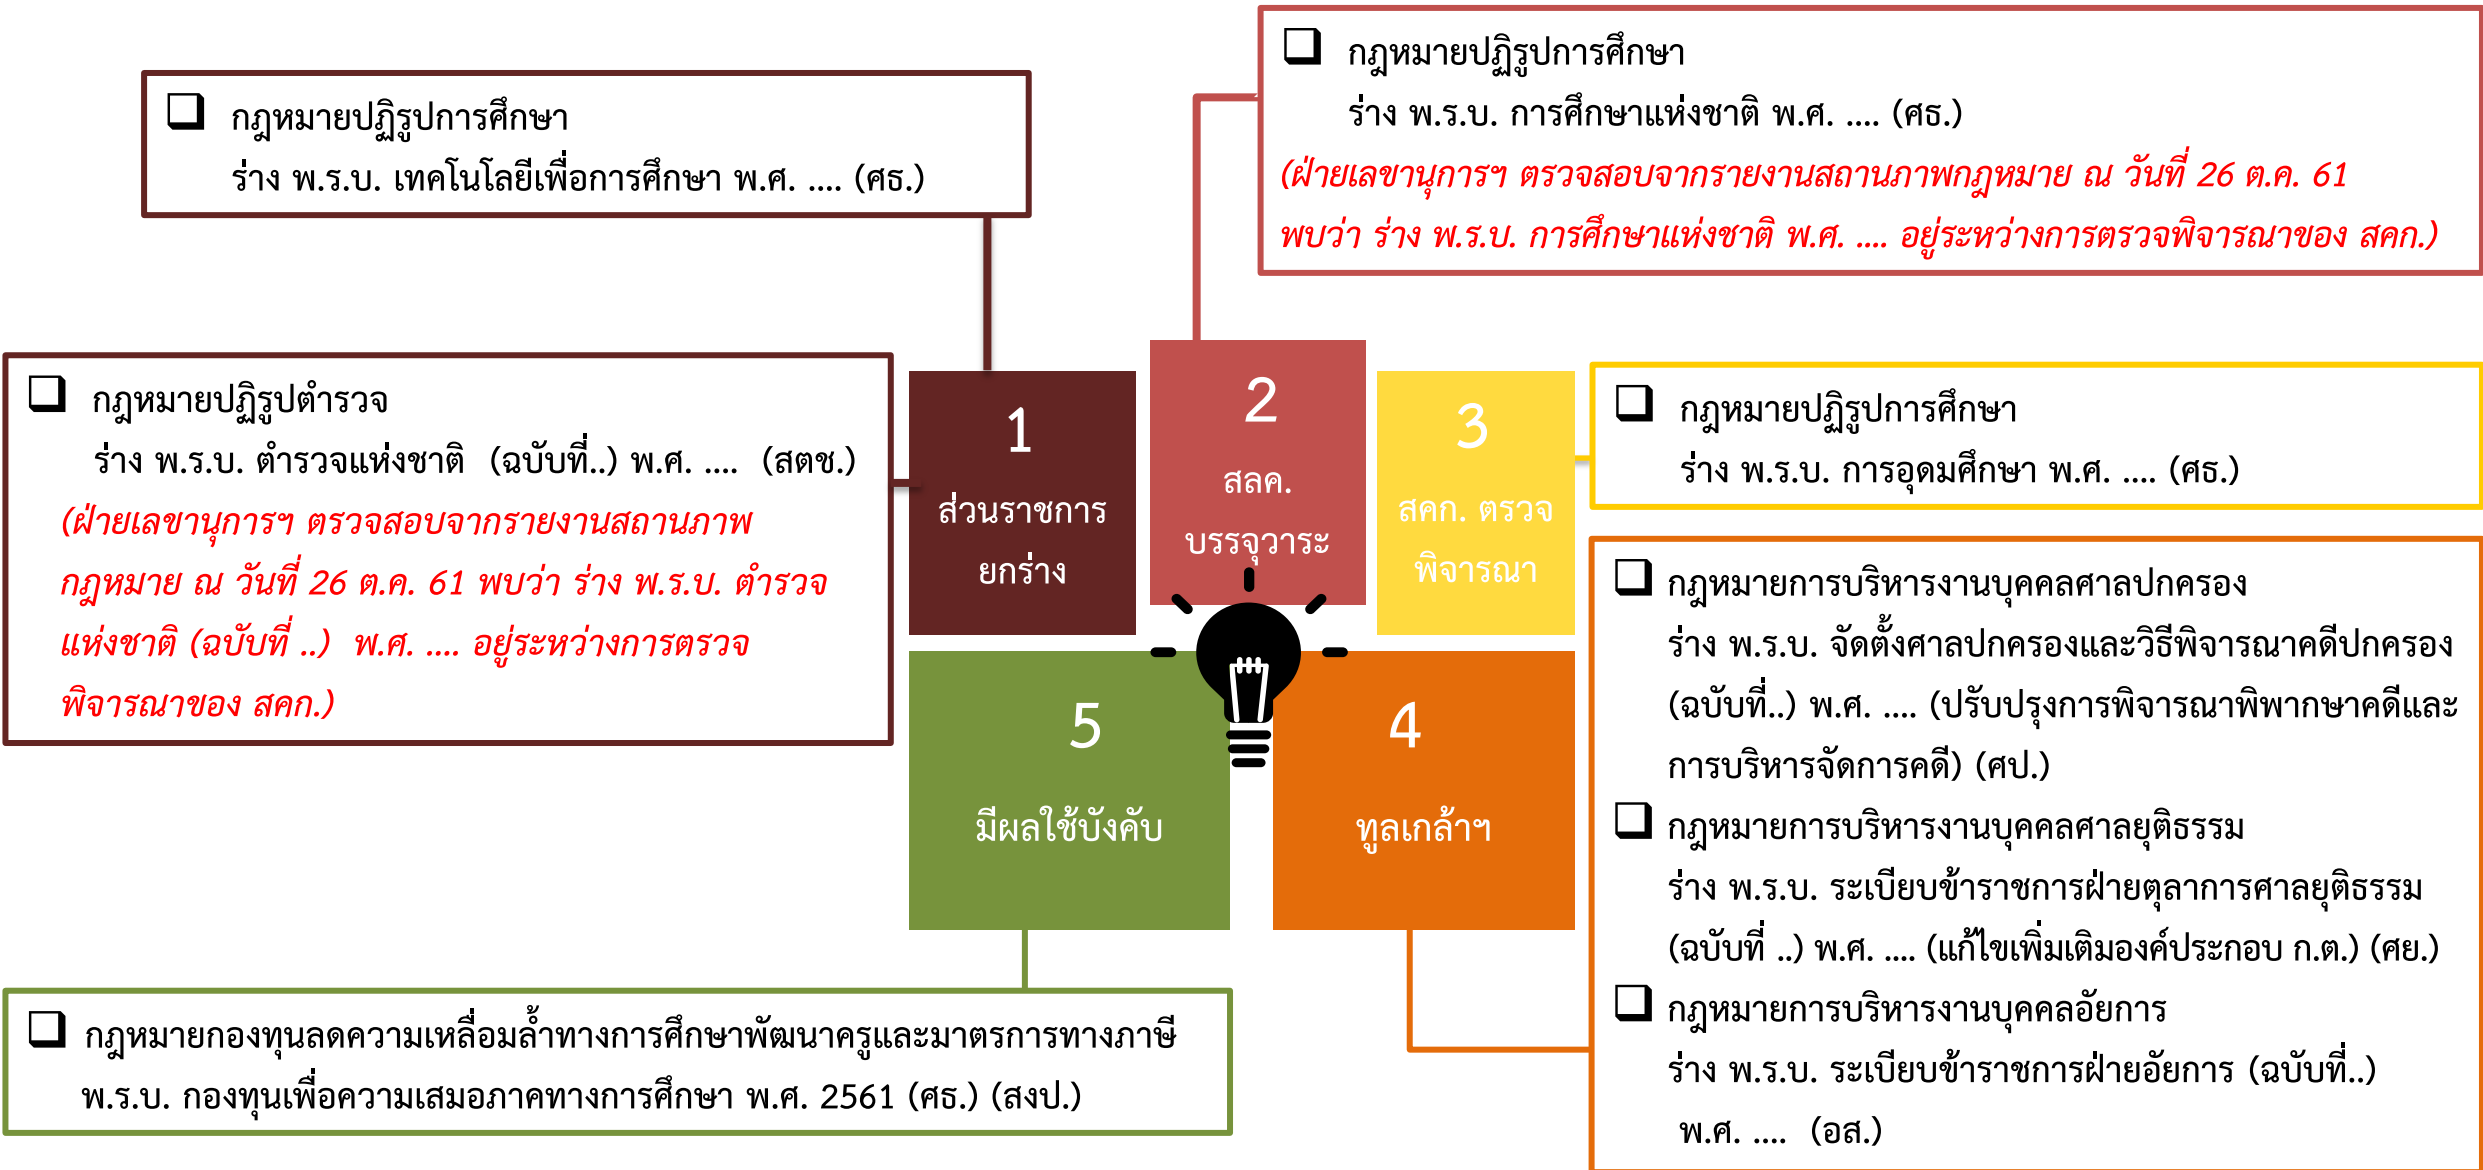 ❑ กฎหมายปฏิรูปการศึกษา
ร่าง พ.ร.บ. เทคโนโลยีเพื่อการศึกษา พ.ศ. .... (ศธ.)
❑ กฎหมายปฏิรูปการศึกษา
ร่าง พ.ร.บ. การศึกษาแห่งชาติ พ.ศ. .... (ศธ.)
(ฝ่ายเลขานุการฯ ตรวจสอบจากรายงานสถานภาพกฎหมาย ณ วันที่ 26 ต.ค. 61
พบว่า ร่าง พ.ร.บ. การศึกษาแห่งชาติ พ.ศ. .... อยู่ระหว่างการตรวจพิจารณาของ สคก.)
❑ กฎหมายปฏิรูปตำรวจ
ร่าง พ.ร.บ. ตำรวจแห่งชาติ (ฉบับที่..) พ.ศ. .... (สตช.)
(ฝ่ายเลขานุการฯ ตรวจสอบจากรายงานสถานภาพ
กฎหมาย ณ วันที่ 26 ต.ค. 61 พบว่า ร่าง พ.ร.บ. ตำรวจ
แห่งชาติ (ฉบับที่ ..) พ.ศ. .... อยู่ระหว่างการตรวจ
พิจารณาของ สคก.)
1
ส่วนราชการ
ยกร่าง
2
สลค.
บรรจุวาระ
3
สคก. ตรวจ
พิจารณา
❑ กฎหมายปฏิรูปการศึกษา
ร่าง พ.ร.บ. การอุดมศึกษา พ.ศ. .... (ศธ.)
5
มีผลใช้บังคับ
4
ทูลเกล้าฯ
❑ กฎหมายการบริหารงานบุคคลศาลปกครอง
ร่าง พ.ร.บ. จัดตั้งศาลปกครองและวิธีพิจารณาคดีปกครอง
(ฉบับที่..) พ.ศ. .... (ปรับปรุงการพิจารณาพิพากษาคดีและ
การบริหารจัดการคดี) (ศป.)
❑ กฎหมายการบริหารงานบุคคลศาลยุติธรรม
ร่าง พ.ร.บ. ระเบียบข้าราชการฝ่ายตุลาการศาลยุติธรรม
(ฉบับที่ ..) พ.ศ. .... (แก้ไขเพิ่มเติมองค์ประกอบ ก.ต.) (ศย.)
❑ กฎหมายการบริหารงานบุคคลอัยการ
ร่าง พ.ร.บ. ระเบียบข้าราชการฝ่ายอัยการ (ฉบับที่..)
พ.ศ. .... (อส.)
❑ กฎหมายกองทุนลดความเหลื่อมล้ำทางการศึกษาพัฒนาครูและมาตรการทางภาษี
พ.ร.บ. กองทุนเพื่อความเสมอภาคทางการศึกษา พ.ศ. 2561 (ศธ.) (สงป.)